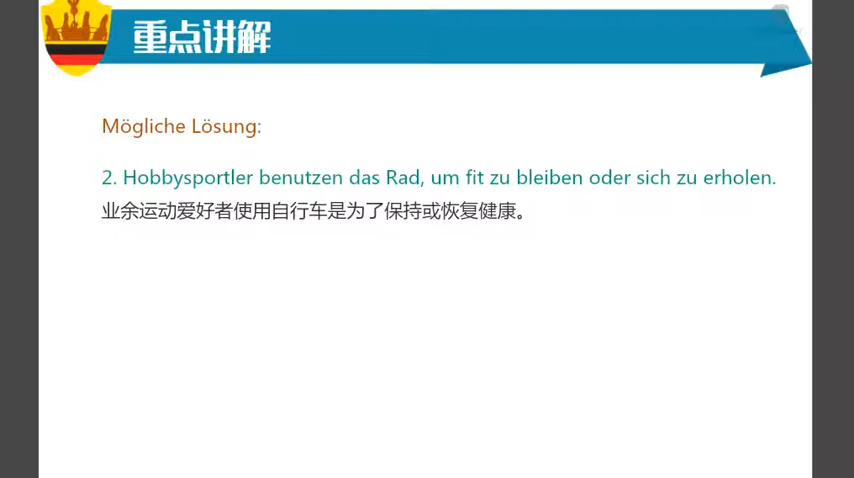 重点讲解
Mögliche Lösung:
2. Hobbysportler benutzen das Rad, um fit zu bleiben oder sich zu erholen.
业余运动爱好者使用自行车是为了保持或恢复健康。